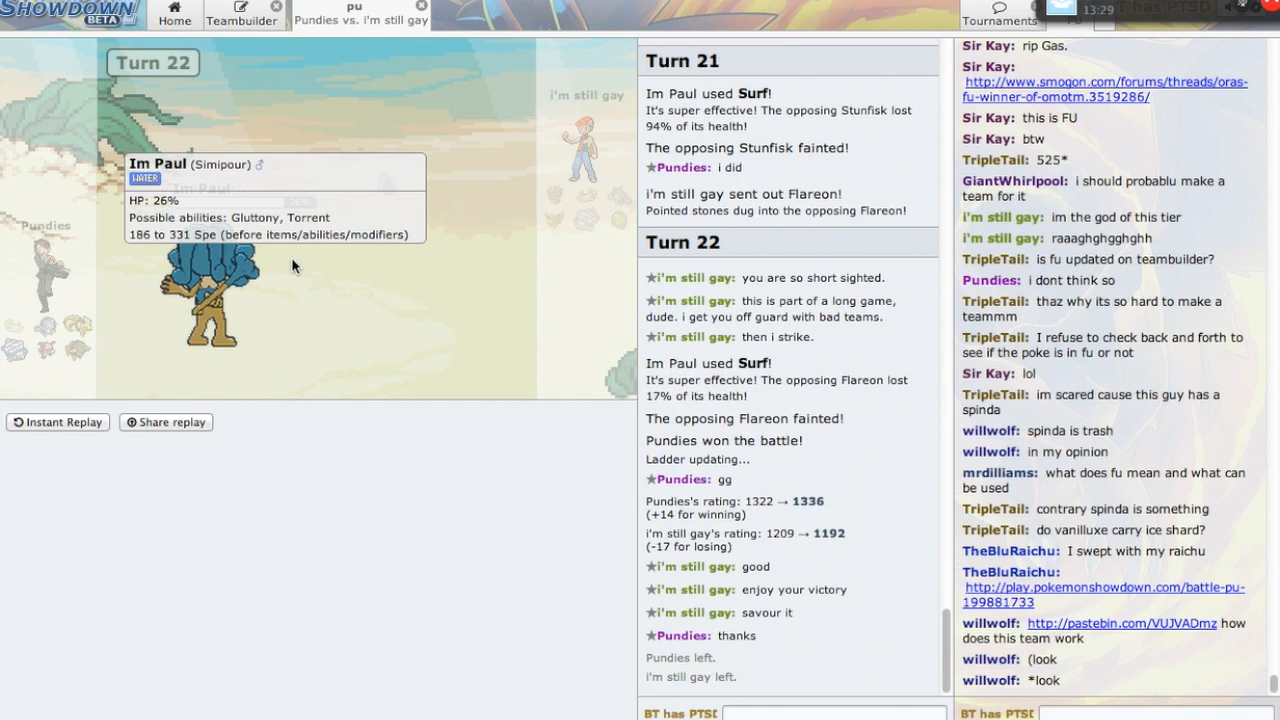 SHOWDOWN
BETA
Home
Teambuilder
pu
Pundies vs. i'm still gay
Tournaments
BT has PTSD
13:29
Turn 22
i'm still gay
Im Paul (Simipour) ♂
WATER
HP: 26%
Possible abilities: Gluttony, Torrent
186 to 331 Spe (before items/abilities/modifiers)
Pundies
Instant Replay
Share replay
Turn 21
Im Paul used Surf!
It's super effective! The opposing Stunfisk lost
94% of its health!
The opposing Stunfisk fainted!
★Pundies: i did
i'm still gay sent out Flareon!
Pointed stones dug into the opposing Flareon!
Turn 22
★i'm still gay: you are so short sighted.
★i'm still gay: this is part of a long game,
dude. i get you off guard with bad teams.
★i'm still gay: then i strike.
Im Paul used Surf!
It's super effective! The opposing Flareon lost
17% of its health!
The opposing Flareon fainted!
Pundies won the battle!
Ladder updating...
★Pundies: gg
Pundies's rating: 1322 → 1336
(+14 for winning)
i'm still gay's rating: 1209 → 1192
(-17 for losing)
★i'm still gay: good
★i'm still gay: enjoy your victory
★i'm still gay: savour it
★Pundies: thanks
Pundies left.
i'm still gay left.
BT has PTSD
Sir Kay: rip Gas.
Sir Kay:
http://www.smogon.com/forums/threads/oras-
fu-winner-of-omotm.3519286/
Sir Kay: this is FU
Sir Kay: btw
TripleTail: 525*
GiantWhirlpool: i should probablu make a
team for it
i'm still gay: im the god of this tier
i'm still gay: raaaghghgghghh
TripleTail: is fu updated on teambuilder?
Pundies: i dont think so
TripleTail: thaz why its so hard to make a
teammm
TripleTail: I refuse to check back and forth to
see if the poke is in fu or not
Sir Kay: lol
TripleTail: im scared cause this guy has a
spinda
willwolf: spinda is trash
willwolf: in my opinion
mrdilliams: what does fu mean and what can
be used
TripleTail: contrary spinda is something
TripleTail: do vanilluxe carry ice shard?
TheBluRaichu: I swept with my raichu
TheBluRaichu:
http://play.pokemonshowdown.com/battle-pu-
199881733
willwolf: http://pastebin.com/VUJVADmz how
does this team work
willwolf: (look
willwolf: *look
BT has PTSD